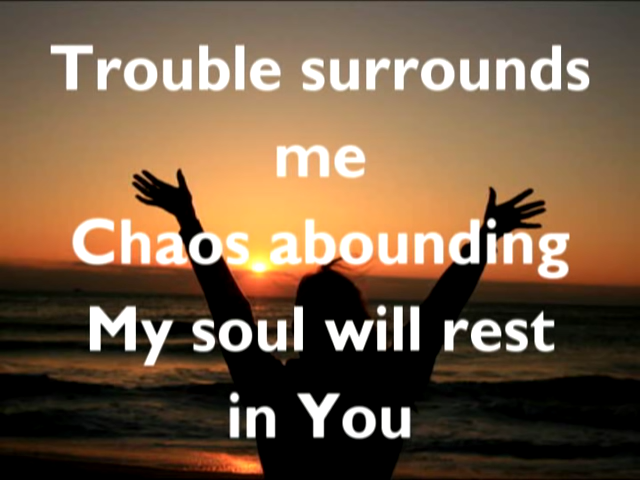 Trouble surrounds
me
Chaos abounding
My soul will rest
in You